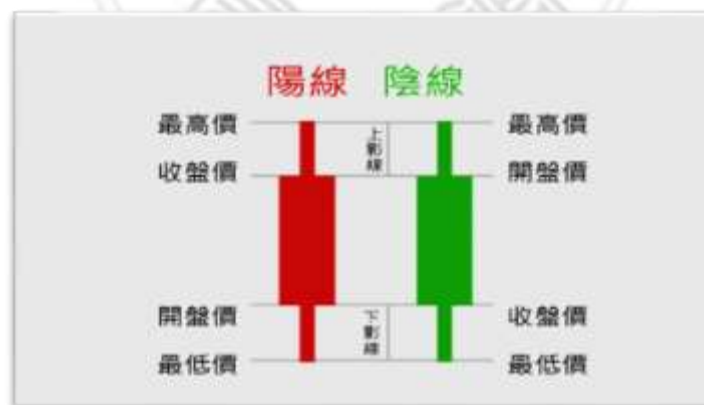 陽線 陰線
最高價 上影線 最高價
收盤價 開盤價
開盤價 下影線 收盤價
最低價 最低價